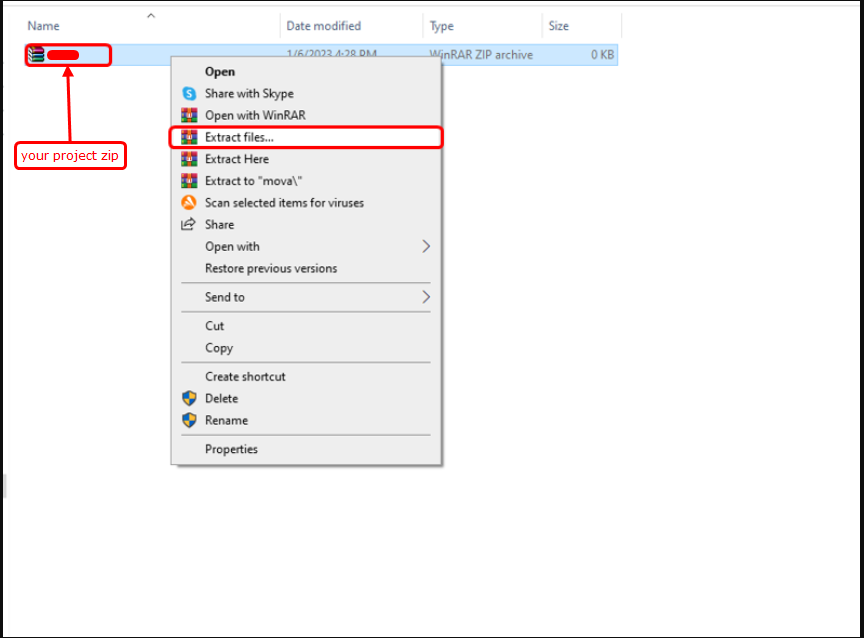 Name Date modified Type Size
1/6/2023 4:28 PM WinRAR ZIP archive 0 KB
Open
Share with Skype
Open with WinRAR
Extract files...
your project zip
Extract Here
Extract to "mova\"
Scan selected items for viruses
Share
Open with
Restore previous versions
Send to
Cut
Copy
Create shortcut
Delete
Rename
Properties